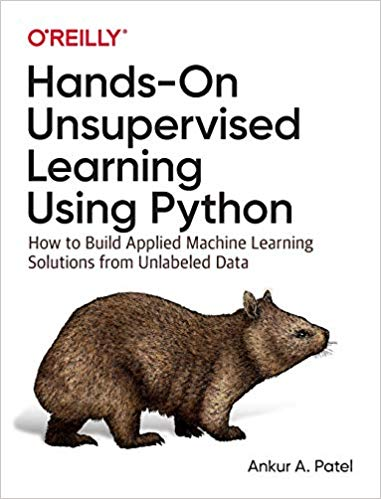 O'REILLY®
Hands-On
Unsupervised
Learning
Using Python
How to Build Applied Machine Learning
Solutions from Unlabeled Data
Ankur A. Patel